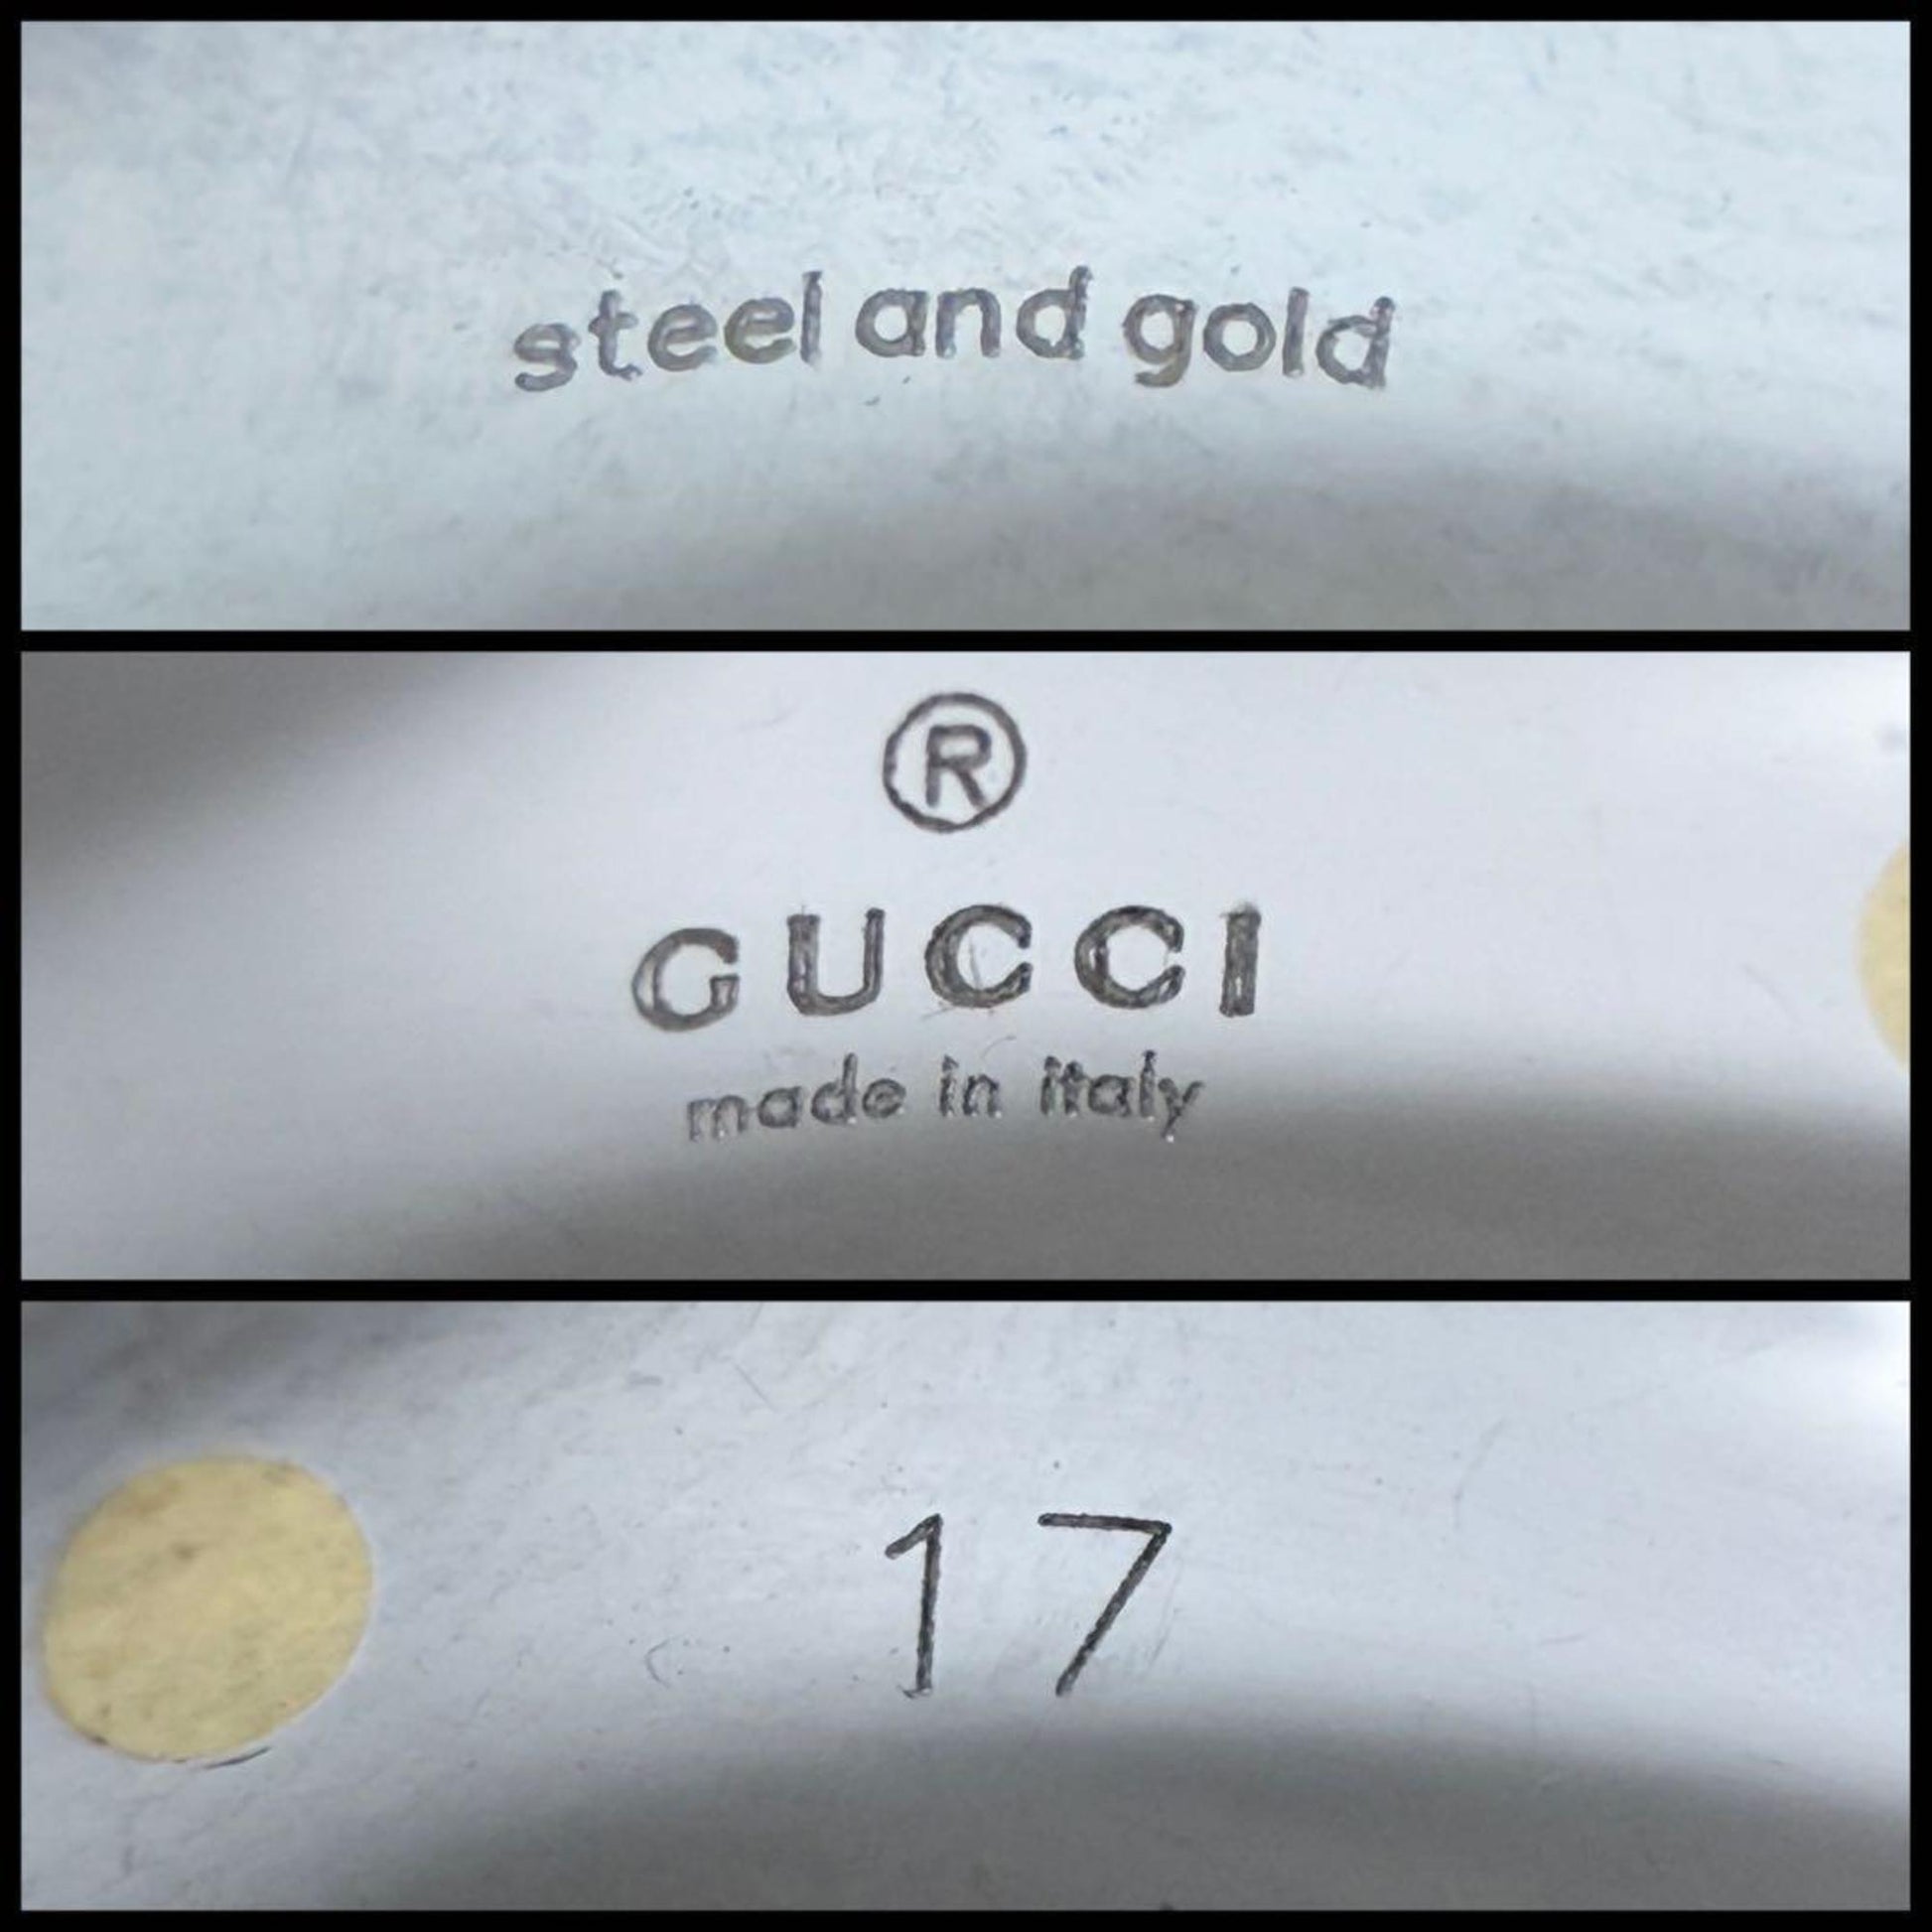 steel and gold
®
GUCCI
made in italy
17